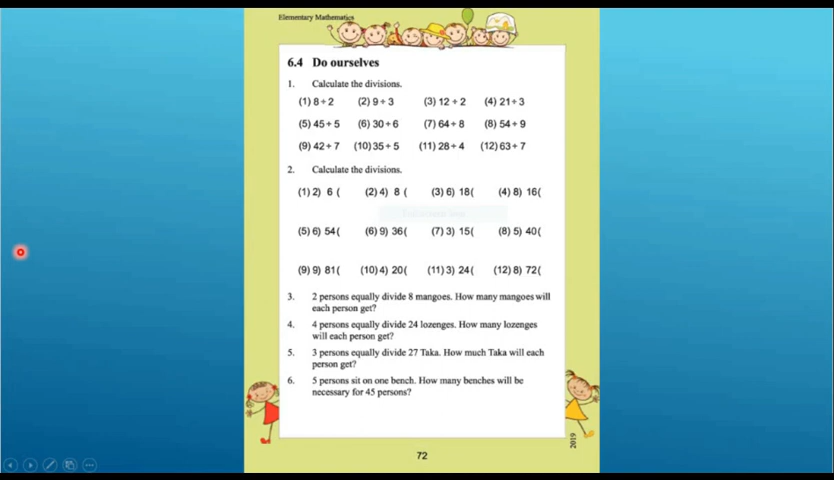 Elementary Mathematics
6.4 Do ourselves
1. Calculate the divisions.
(1) 8 ÷ 2 (2) 9 ÷ 3 (3) 12 ÷ 2 (4) 21 ÷ 3
(5) 45 ÷ 5 (6) 30 ÷ 6 (7) 64 ÷ 8 (8) 54 ÷ 9
(9) 42 ÷ 7 (10) 35 ÷ 5 (11) 28 ÷ 4 (12) 63 ÷ 7
2. Calculate the divisions.
(1) 2) 6 ( (2) 4) 8 ( (3) 6) 18( (4) 8) 16(
(5) 6) 54( (6) 9) 36( (7) 3) 15( (8) 5) 40(
(9) 9) 81( (10) 4) 20( (11) 3) 24( (12) 8) 72(
3. 2 persons equally divide 8 mangoes. How many mangoes will
each person get?
4. 4 persons equally divide 24 lozenges. How many lozenges
will each person get?
5. 3 persons equally divide 27 Taka. How much Taka will each
person get?
6. 5 persons sit on one bench. How many benches will be
necessary for 45 persons?
72
2019